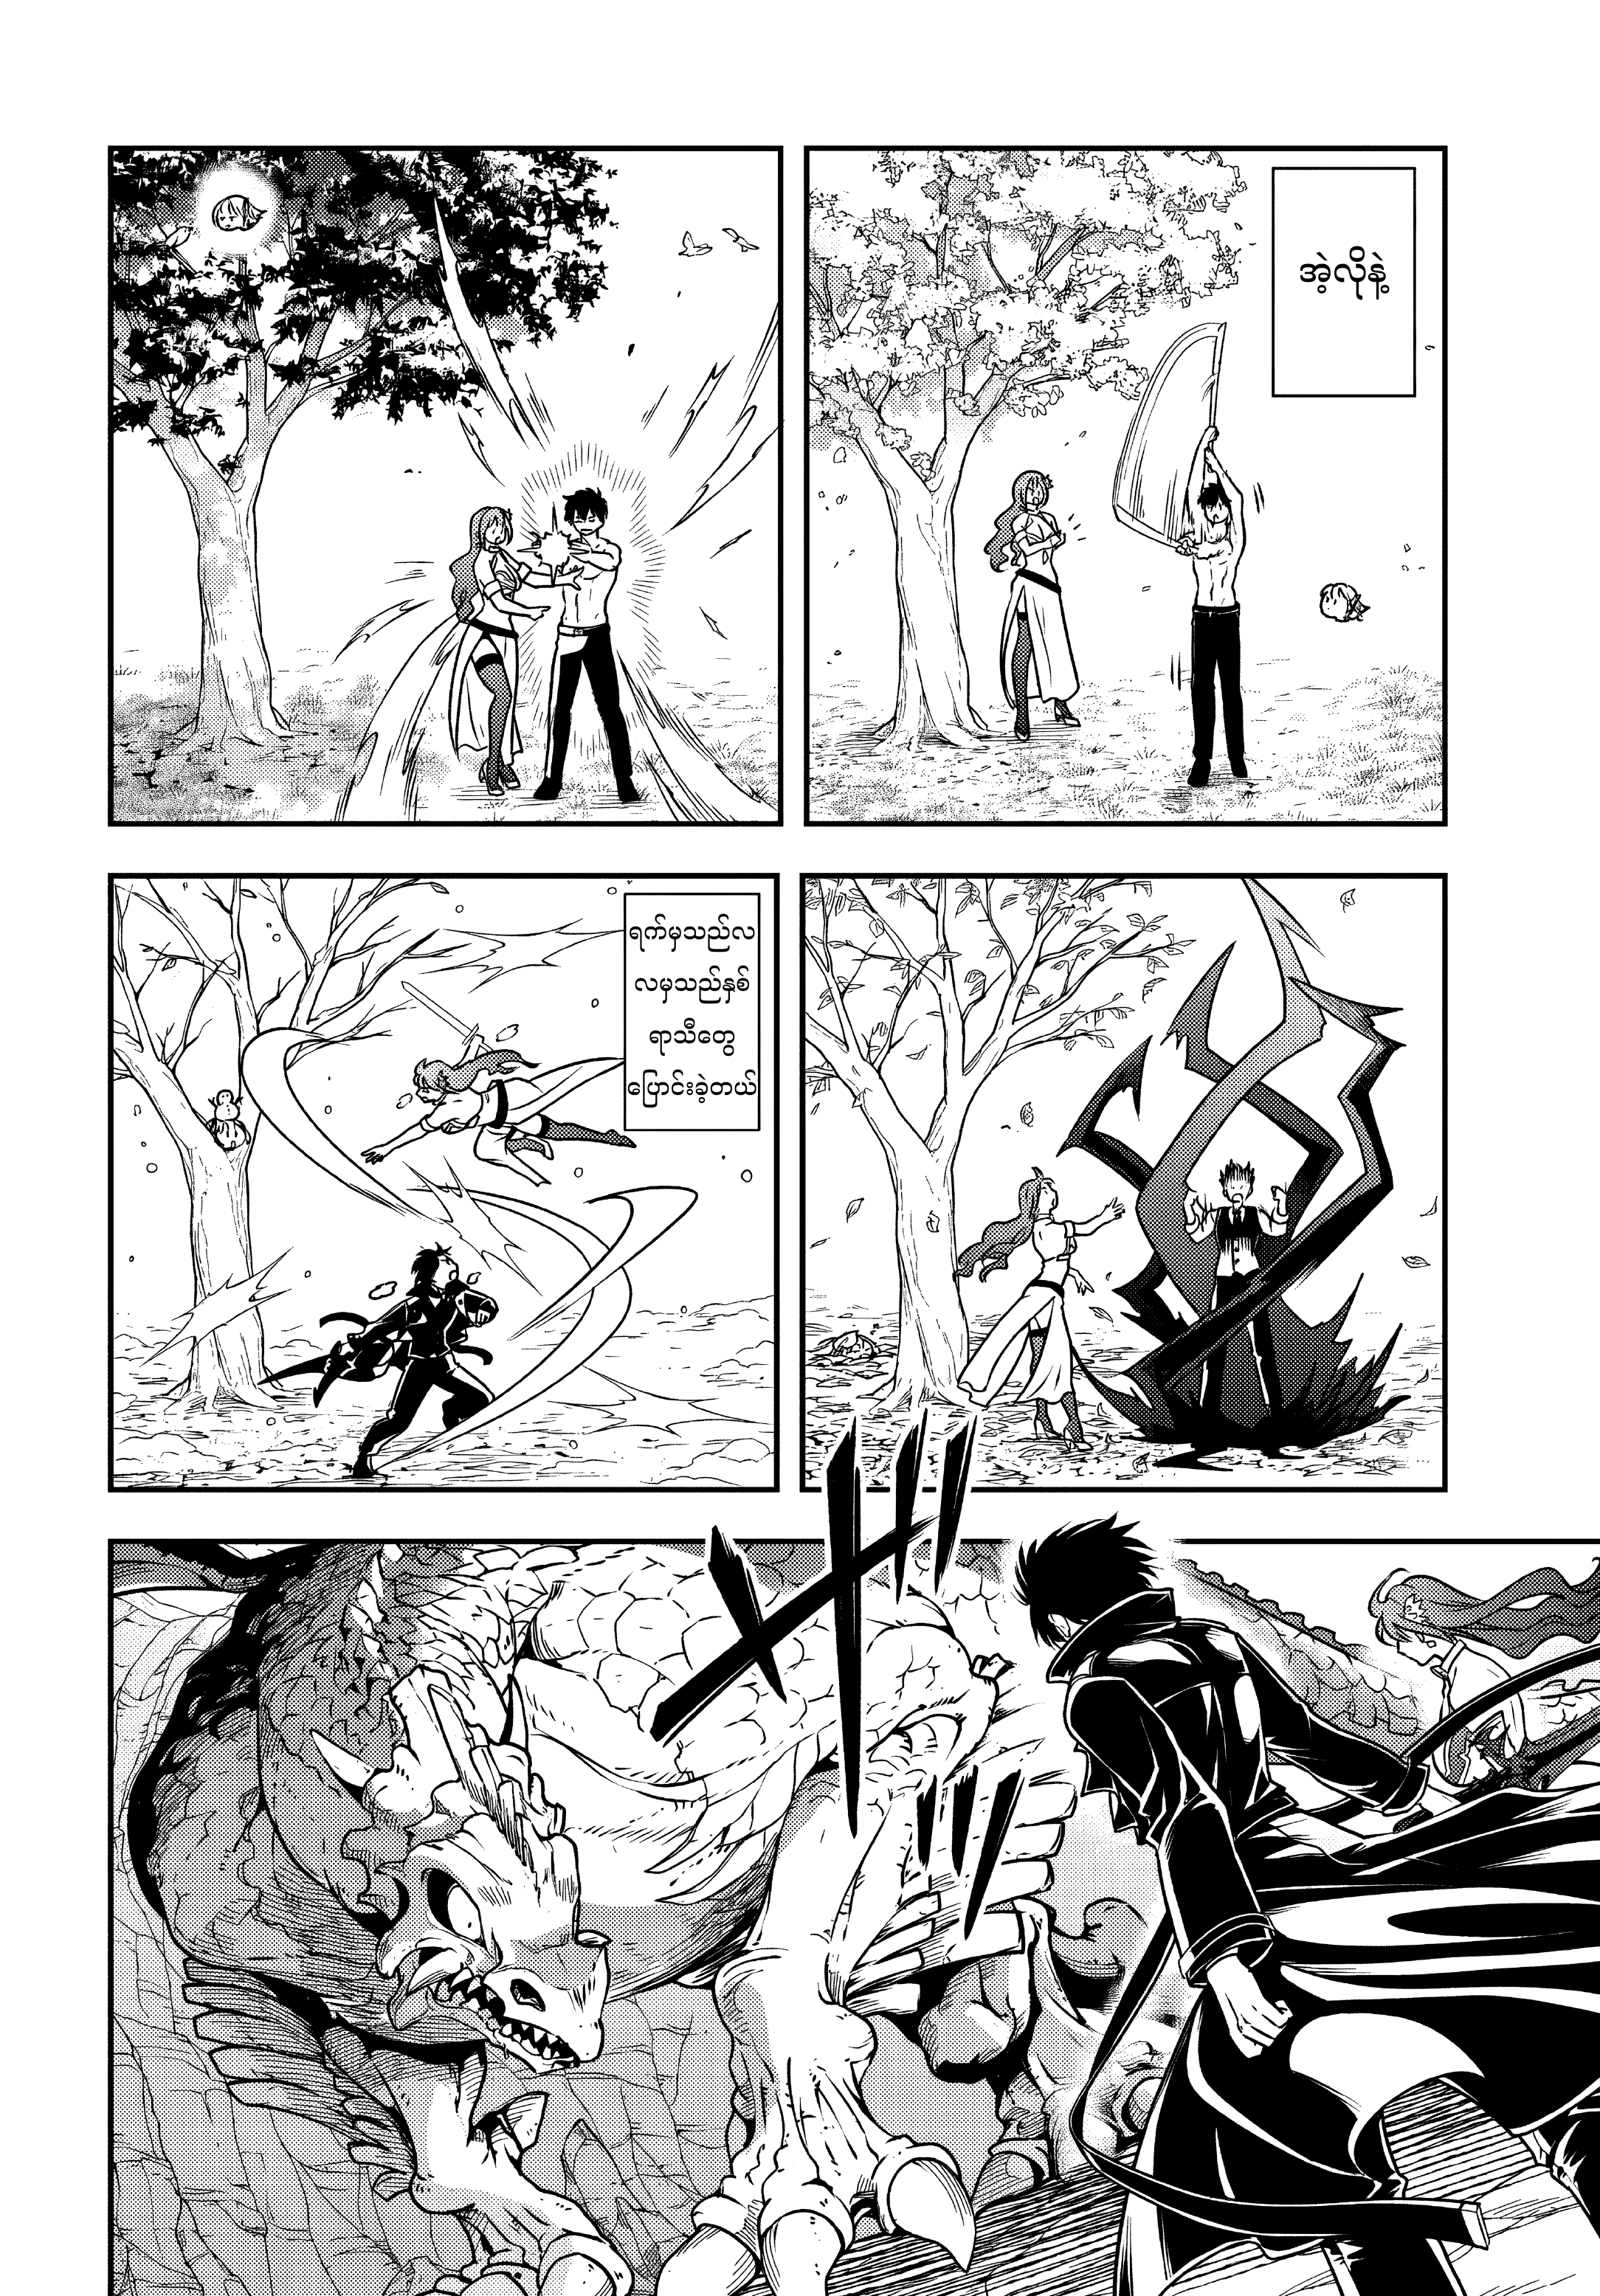 အဲ့လိုနဲ့
ရက်မှသည်လ
လမှသည်နှစ်
ရာသီတွေ
ပြောင်းခဲ့တယ်